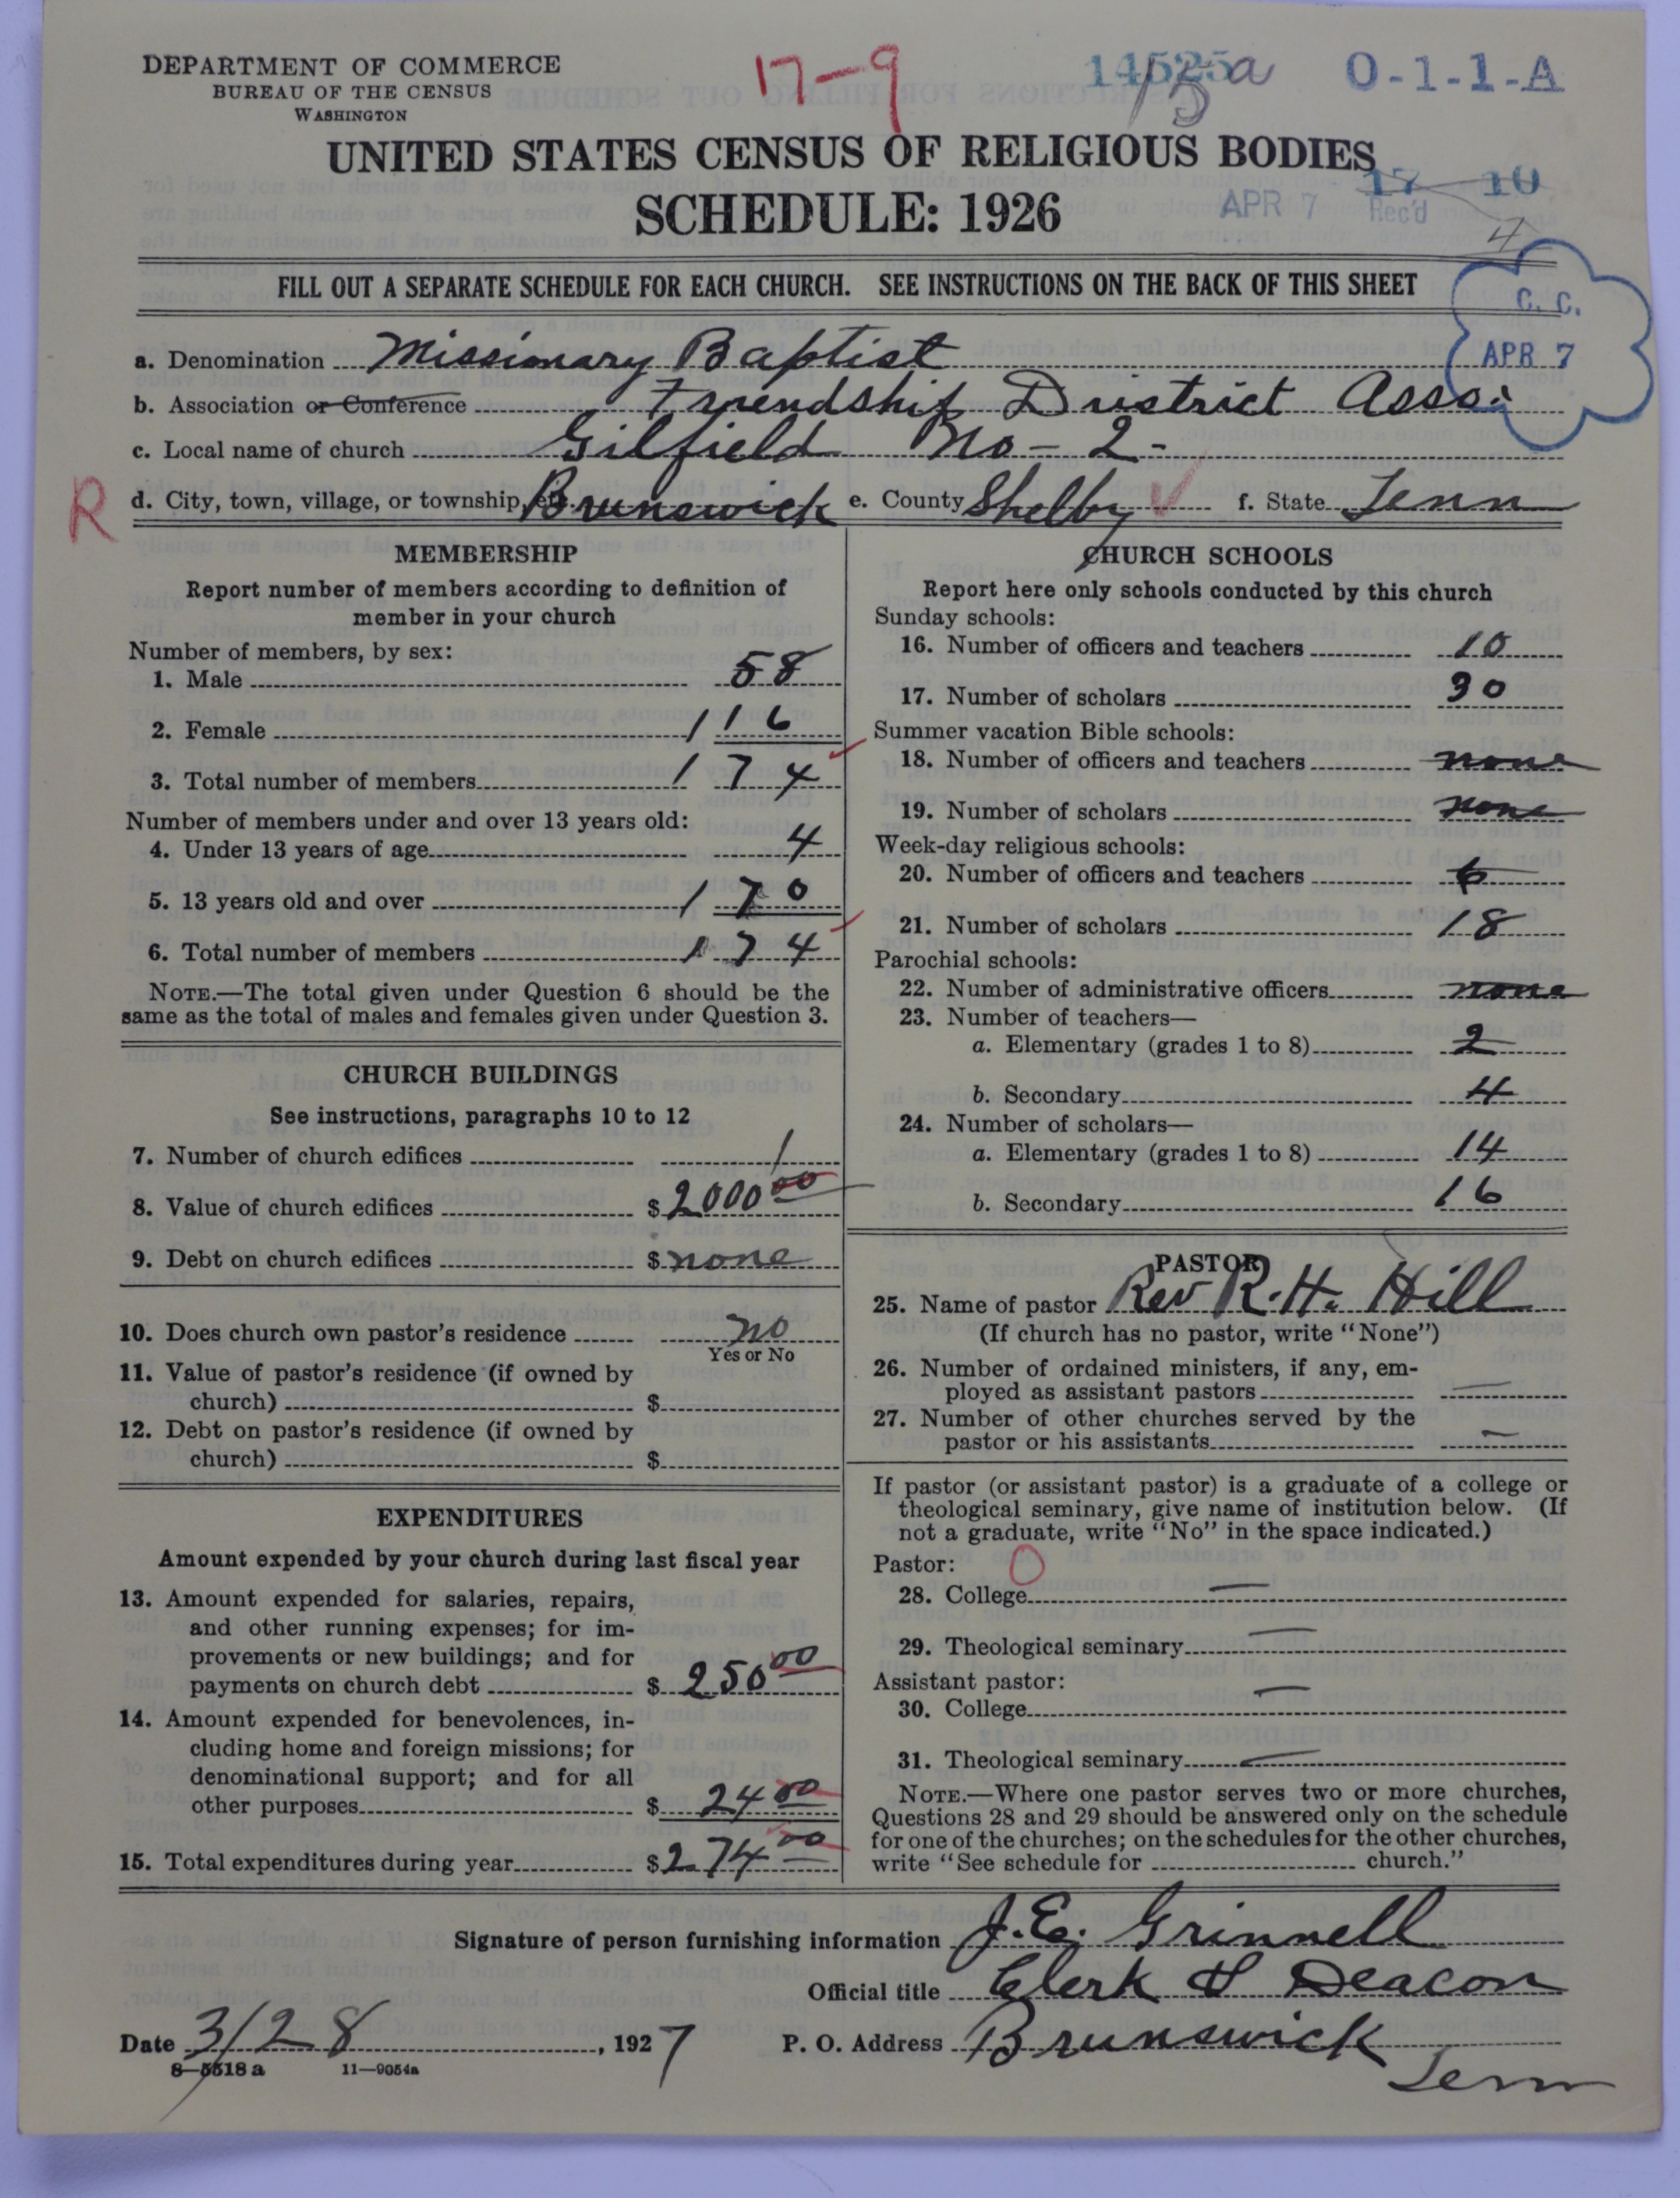 DEPARTMENT OF COMMERCE
BUREAU OF THE CENSUS
WASHINGTON
17-9
14525
15a
O-1-1-A
UNITED STATES CENSUS OF RELIGIOUS BODIES
SCHEDULE: 1926
17 10
APR 7 Rec'd
4
FILL OUT A SEPARATE SCHEDULE FOR EACH CHURCH. SEE INSTRUCTIONS ON THE BACK OF THIS SHEET
C. C.
APR 7
a. Denomination Missionary Baptist
b. Association or Conference Friendship District Asso.
c. Local name of church Gilfield No-2-
R
d. City, town, village, or township, etc. Brunswick e. County Shelby f. State Tenn
MEMBERSHIP
Report number of members according to definition of
member in your church
Number of members, by sex:
1. Male 58
2. Female 116
3. Total number of members 174
Number of members under and over 13 years old:
4. Under 13 years of age 4
5. 13 years old and over 170
6. Total number of members 174
NOTE.—The total given under Question 6 should be the
same as the total of males and females given under Question 3.
CHURCH BUILDINGS
See instructions, paragraphs 10 to 12
7. Number of church edifices 1
8. Value of church edifices $2000 00
9. Debt on church edifices $none
10. Does church own pastor's residence no
Yes or No
11. Value of pastor's residence (if owned by
church) $
12. Debt on pastor's residence (if owned by
church) $
EXPENDITURES
Amount expended by your church during last fiscal year
13. Amount expended for salaries, repairs,
and other running expenses; for im-
provements or new buildings; and for
payments on church debt $250 00
14. Amount expended for benevolences, in-
cluding home and foreign missions; for
denominational support; and for all
other purposes $24 00
15. Total expenditures during year $274 00
CHURCH SCHOOLS
Report here only schools conducted by this church
Sunday schools:
16. Number of officers and teachers 10
17. Number of scholars 30
Summer vacation Bible schools:
18. Number of officers and teachers none
19. Number of scholars none
Week-day religious schools:
20. Number of officers and teachers 6
21. Number of scholars 18
Parochial schools:
22. Number of administrative officers none
23. Number of teachers—
a. Elementary (grades 1 to 8) 2
b. Secondary 4
24. Number of scholars—
a. Elementary (grades 1 to 8) 14
b. Secondary 16
PASTOR
25. Name of pastor Rev R. H. Hill
(If church has no pastor, write "None")
26. Number of ordained ministers, if any, em-
ployed as assistant pastors —
27. Number of other churches served by the
pastor or his assistants —
If pastor (or assistant pastor) is a graduate of a college or
theological seminary, give name of institution below. (If
not a graduate, write "No" in the space indicated.)
Pastor: 0
28. College —
29. Theological seminary —
Assistant pastor:
30. College —
31. Theological seminary —
NOTE.—Where one pastor serves two or more churches,
Questions 28 and 29 should be answered only on the schedule
for one of the churches; on the schedules for the other churches,
write "See schedule for church."
Signature of person furnishing information J. E. Grinnell
Official title Clerk & Deacon
Date 3/28, 1927 P. O. Address Brunswick
Tenn
8-5518a 11-9054a